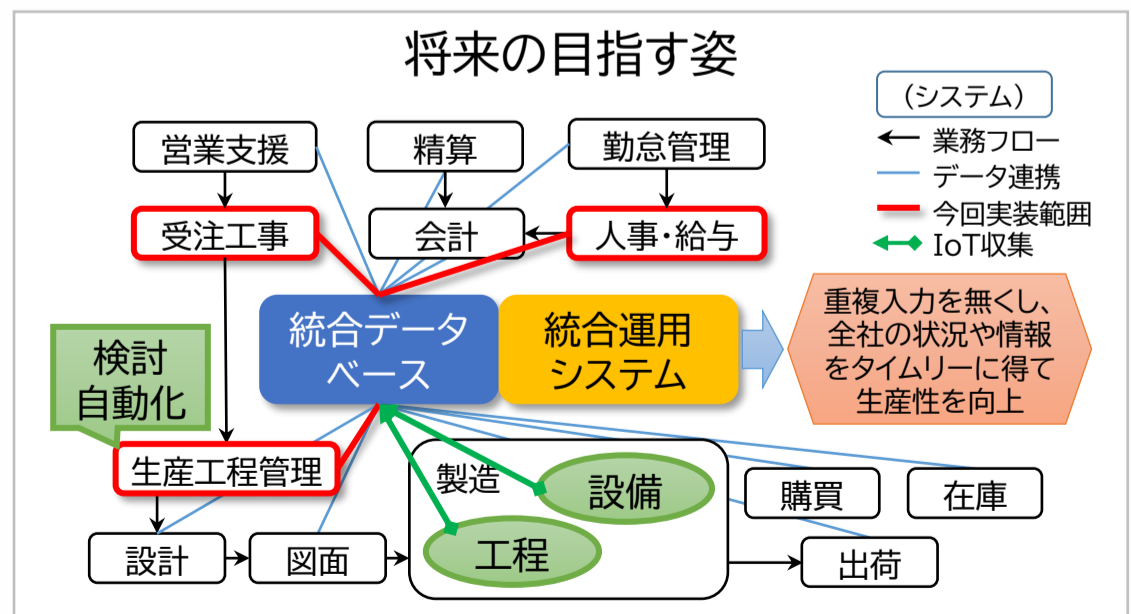 将来の目指す姿
（システム）
業務フロー
データ連携
今回実装範囲
IoT収集
営業支援
精算
勤怠管理
受注工事
会計
人事・給与
統合データ
ベース
統合運用
システム
重複入力を無くし、
全社の状況や情報
をタイムリーに得て
生産性を向上
検討
自動化
生産工程管理
製造
設備
工程
購買
在庫
設計
図面
出荷